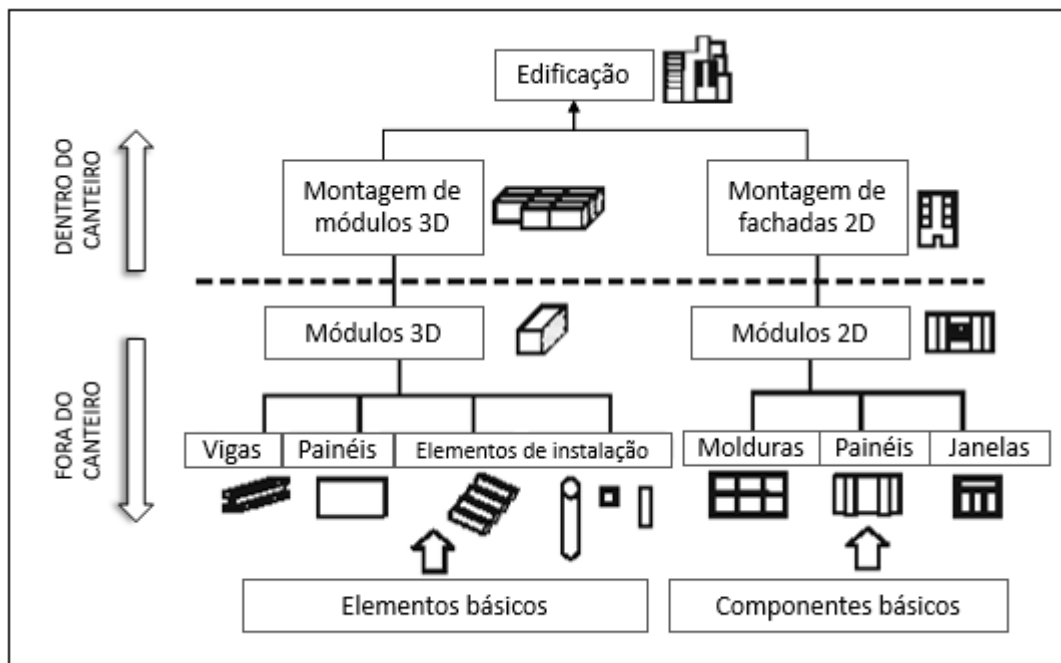 Edificação
DENTRO DO
CANTEIRO
Montagem de
módulos 3D
Montagem de
fachadas 2D
Módulos 3D
Módulos 2D
FORA DO
CANTEIRO
Vigas
Painéis
Elementos de instalação
Molduras
Painéis
Janelas
Elementos básicos
Componentes básicos